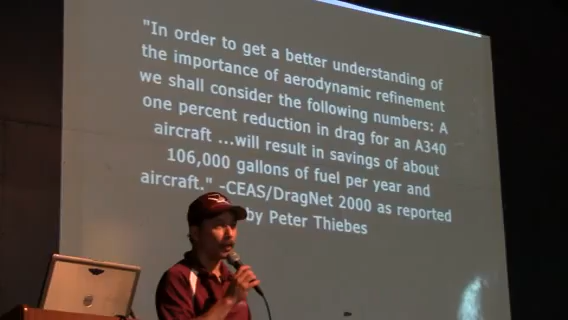 "In order to get a better understanding of
the importance of aerodynamic refinement
we shall consider the following numbers: A
one percent reduction in drag for an A340
aircraft ...will result in savings of about
106,000 gallons of fuel per year and
aircraft." -CEAS/DragNet 2000 as reported
by Peter Thiebes